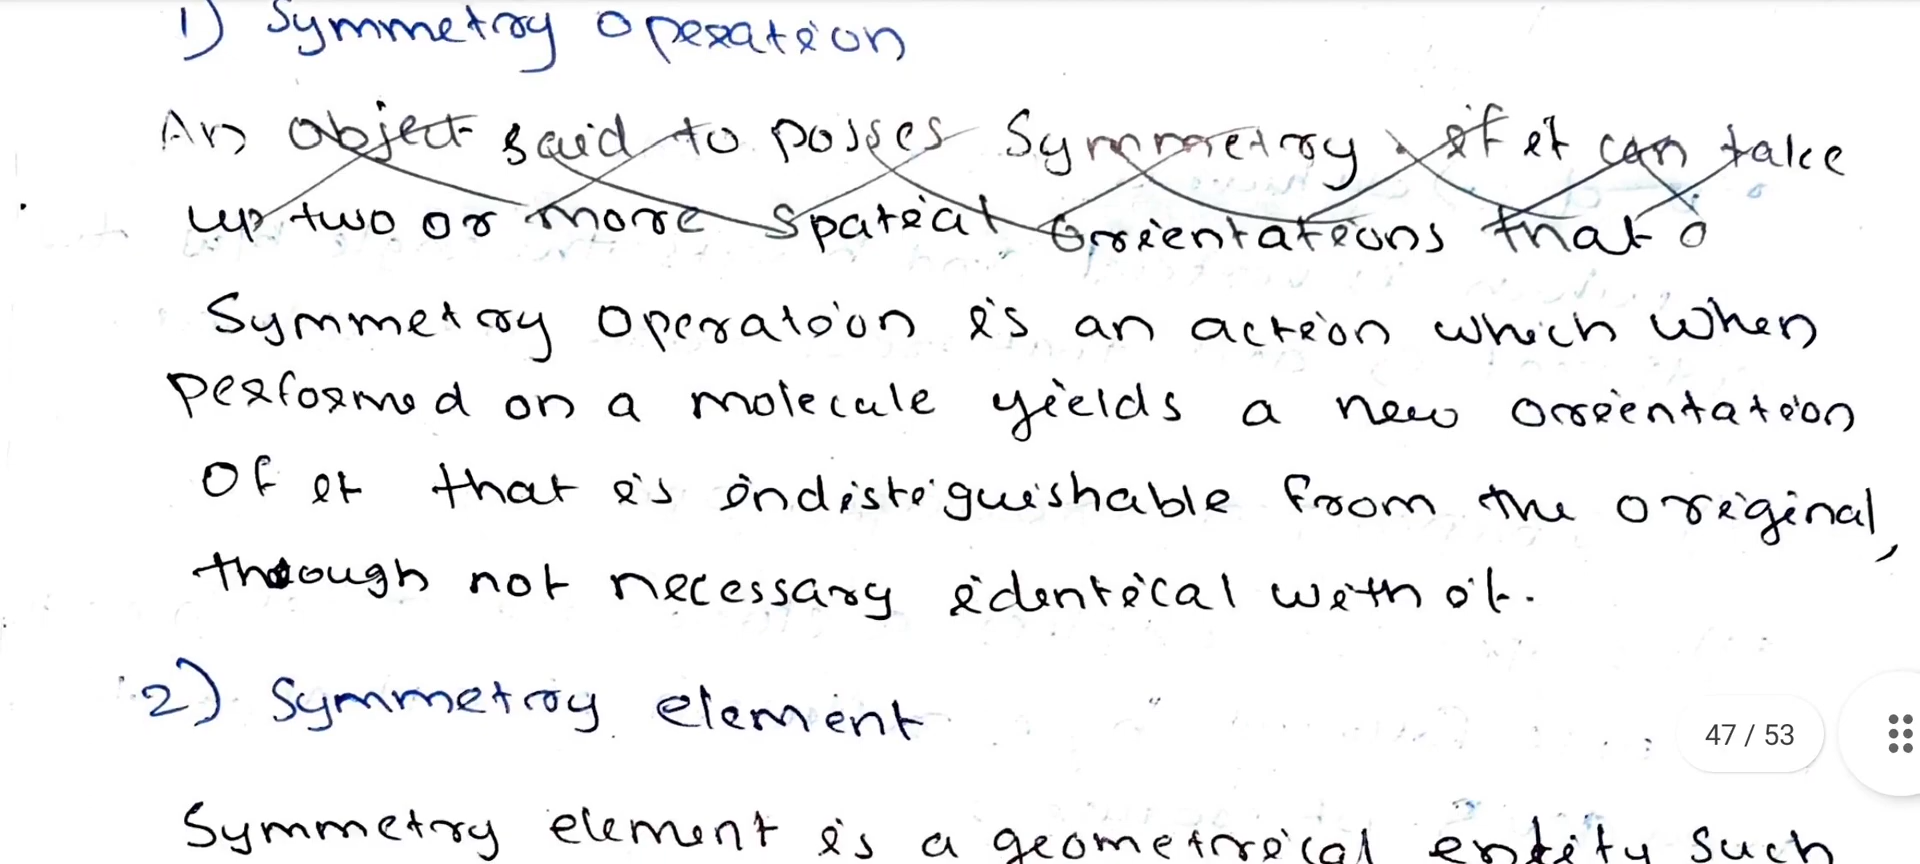 1) Symmetry operation
An object said to posses Symmetry if it can take
up two or more spatial orientations that
Symmetry operation is an action which when
performed on a molecule yields a new orientation
of it that is indistiguishable from the original,
though not necessary identical with it.
2) Symmetry element
47 / 53
Symmetry element is a geometrical entity such